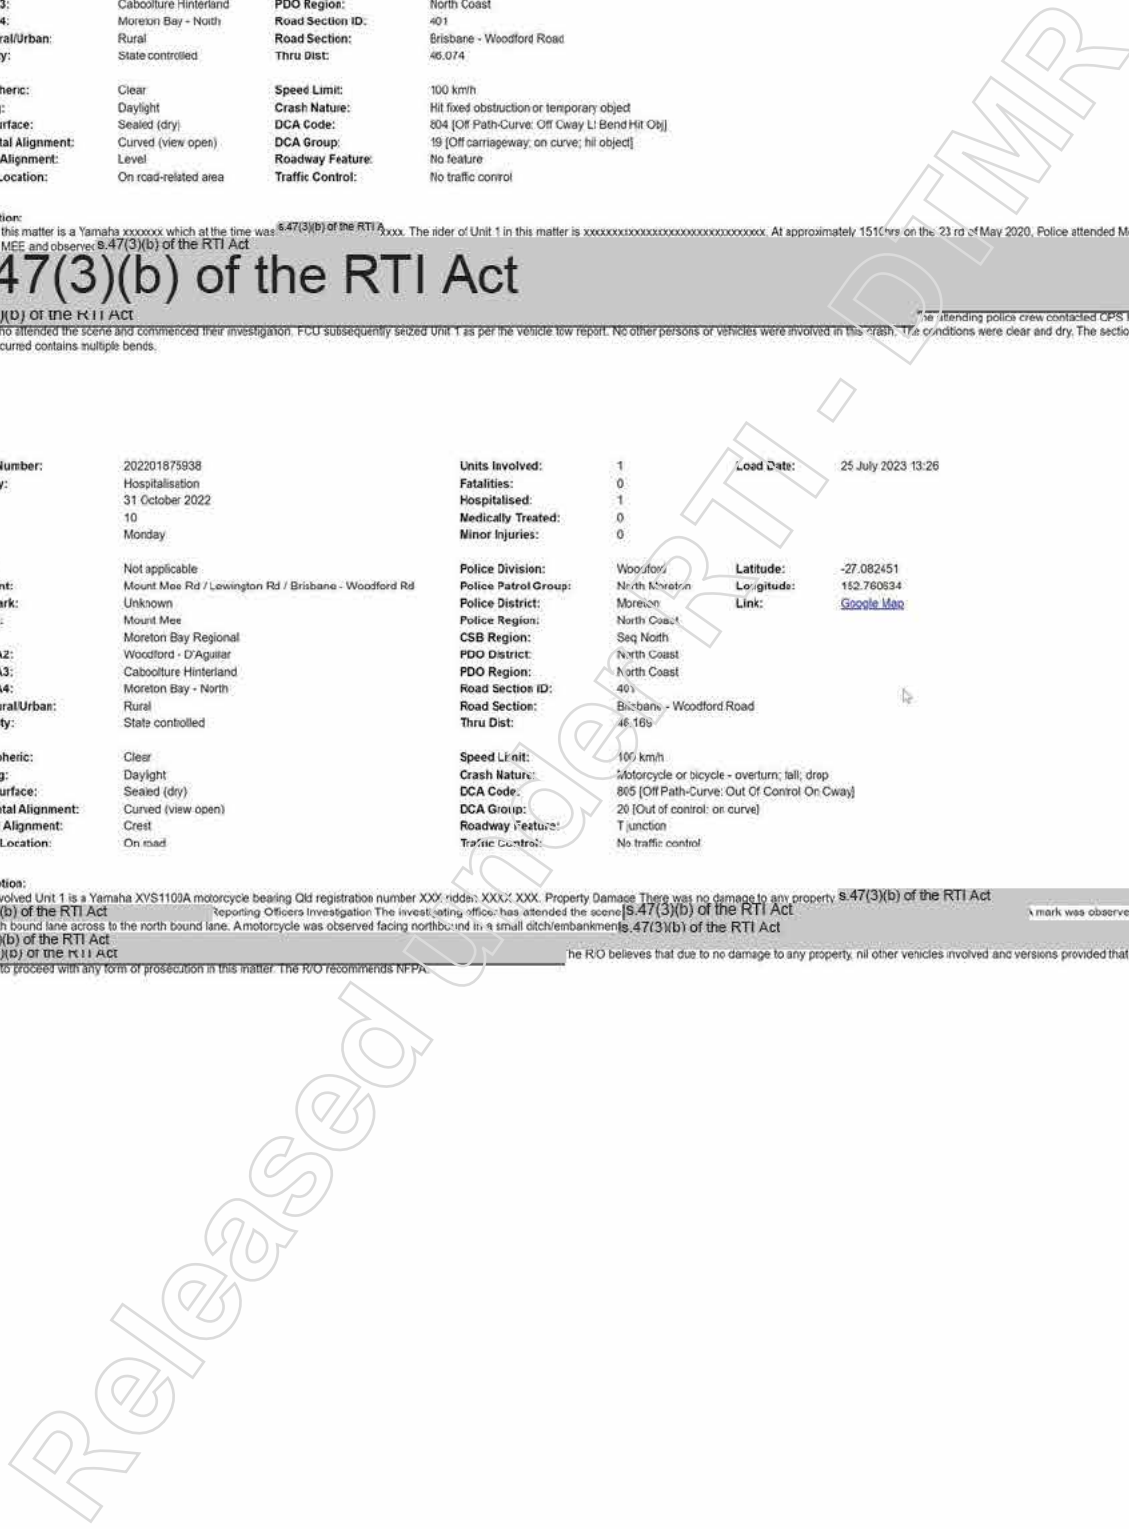 3: Caboolture Hinterland PDO Region: North Coast
4: Moreton Bay - North Road Section ID: 401
ral/Urban: Rural Road Section: Brisbane - Woodford Road
y: State controlled Thru Dist: 46.074
heric: Clear Speed Limit: 100 km/h
: Daylight Crash Nature: Hit fixed obstruction or temporary object
urface: Sealed (dry) DCA Code: 804 [Off Path-Curve: Off Cway Lt Bend Hit Obj]
tal Alignment: Curved (view open) DCA Group: 19 [Off carriageway; on curve; hit object]
Alignment: Level Roadway Feature: No feature
Location: On road-related area Traffic Control: No traffic control
tion:
this matter is a Yamaha xxxxxxx which at the time was s.47(3)(b) of the RTI A xxxx. The rider of Unit 1 in this matter is xxxxxxxxxxxxxxxxxxxxxxxxxxxxxxx. At approximately 1510hrs on the 23 rd of May 2020, Police attended M
MEE and observed s.47(3)(b) of the RTI Act
47(3)(b) of the RTI Act
)(b) of the RTI Act he attending police crew contacted OPS
ho attended the scene and commenced their investigation. FCU subsequently seized Unit 1 as per the vehicle tow report. No other persons or vehicles were involved in this crash. The conditions were clear and dry. The sectio
curred contains multiple bends.
Number: 202201875938 Units Involved: 1 Load Date: 25 July 2023 13:26
y: Hospitalisation Fatalities: 0
31 October 2022 Hospitalised: 1
10 Medically Treated: 0
Monday Minor Injuries: 0
Not applicable Police Division: Woodford Latitude: -27.082451
nt: Mount Mee Rd / Lewington Rd / Brisbane - Woodford Rd Police Patrol Group: North Moreton Longitude: 152.760634
ark: Unknown Police District: Moreton Link: Google Map
: Mount Mee Police Region: North Coast
Moreton Bay Regional CSB Region: Seq North
A2: Woodford - D'Aguilar PDO District: North Coast
A3: Caboolture Hinterland PDO Region: North Coast
A4: Moreton Bay - North Road Section ID: 401
ural/Urban: Rural Road Section: Brisbane - Woodford Road
ty: State controlled Thru Dist: 46.169
pheric: Clear Speed Limit: 100 km/h
g: Daylight Crash Nature: Motorcycle or bicycle - overturn; fall; drop
urface: Sealed (dry) DCA Code: 805 [Off Path-Curve: Out Of Control On Cway]
tal Alignment: Curved (view open) DCA Group: 20 [Out of control: on curve]
Alignment: Crest Roadway Feature: T junction
Location: On road Traffic Control: No traffic control
ption:
volved Unit 1 is a Yamaha XVS1100A motorcycle bearing Qld registration number XXX ridden XXXX XXX. Property Damage There was no damage to any property s.47(3)(b) of the RTI Act
(b) of the RTI Act Reporting Officers Investigation The investigating officer has attended the scene s.47(3)(b) of the RTI Act A mark was observe
h bound lane across to the north bound lane. A motorcycle was observed facing northbound in a small ditch/embankment s.47(3)(b) of the RTI Act
)(b) of the RTI Act
)(b) of the RTI Act he R/O believes that due to no damage to any property, nil other vehicles involved and versions provided that
to proceed with any form of prosecution in this matter. The R/O recommends NFPA.
Released under RTI - DTMR